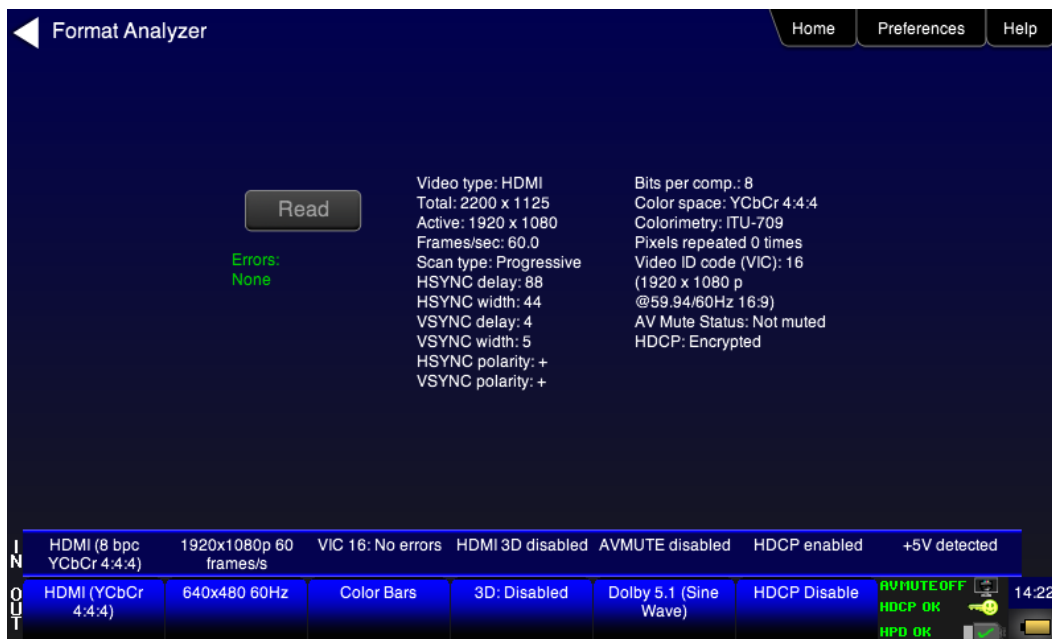 Format Analyzer
Home
Preferences
Help
Read
Errors:
None
Video type: HDMI
Total: 2200 x 1125
Active: 1920 x 1080
Frames/sec: 60.0
Scan type: Progressive
HSYNC delay: 88
HSYNC width: 44
VSYNC delay: 4
VSYNC width: 5
HSYNC polarity: +
VSYNC polarity: +
Bits per comp.: 8
Color space: YCbCr 4:4:4
Colorimetry: ITU-709
Pixels repeated 0 times
Video ID code (VIC): 16
(1920 x 1080 p
@59.94/60Hz 16:9)
AV Mute Status: Not muted
HDCP: Encrypted
IN
HDMI (8 bpc
YCbCr 4:4:4)
1920x1080p 60
frames/s
VIC 16: No errors
HDMI 3D disabled
AVMUTE disabled
HDCP enabled
+5V detected
OUT
HDMI (YCbCr
4:4:4)
640x480 60Hz
Color Bars
3D: Disabled
Dolby 5.1 (Sine
Wave)
HDCP Disable
AVMUTEOFF
HDCP OK
HPD OK
14:22